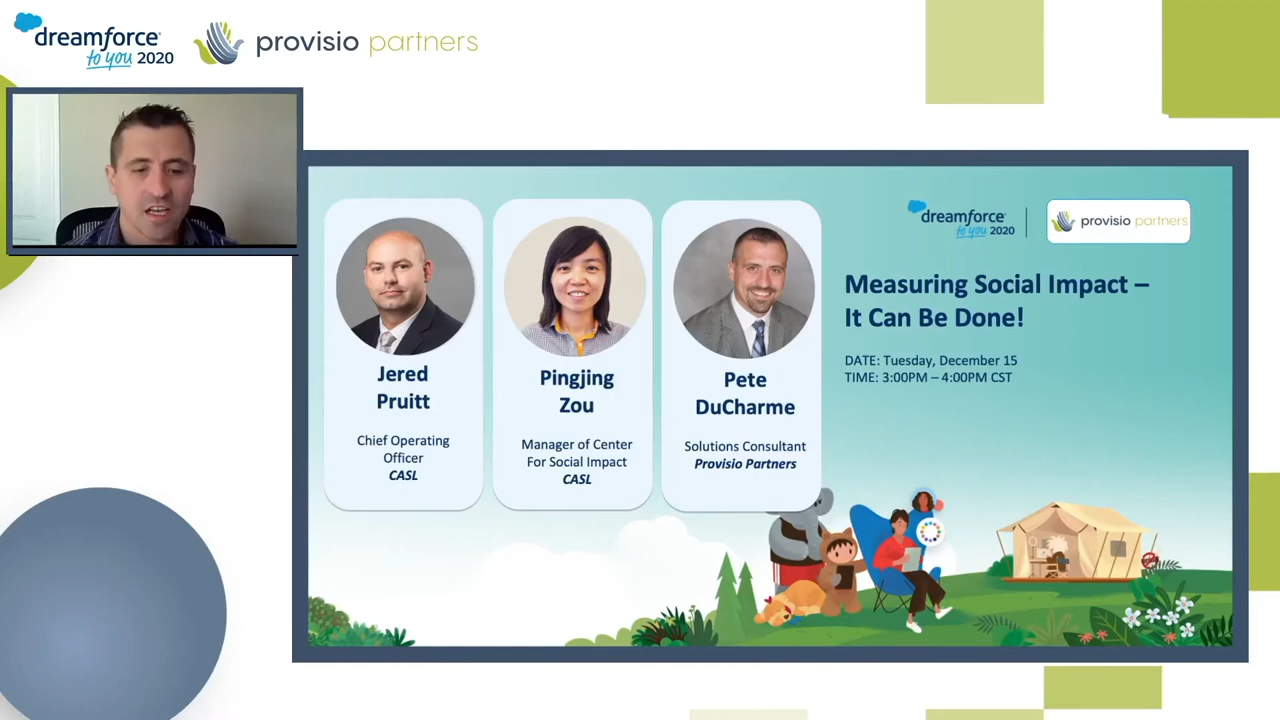 dreamforce
to you 2020
provisio partners
dreamforce
to you 2020
provisio partners
Measuring Social Impact –
It Can Be Done!
DATE: Tuesday, December 15
TIME: 3:00PM – 4:00PM CST
Jered
Pruitt
Chief Operating
Officer
CASL
Pingjing
Zou
Manager of Center
For Social Impact
CASL
Pete
DuCharme
Solutions Consultant
Provisio Partners